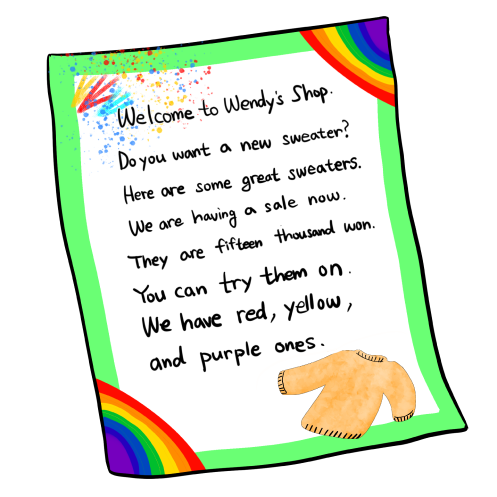 Welcome to Wendy's Shop.
Do you want a new sweater?
Here are some great sweaters.
We are having a sale now.
They are fifteen thousand won.
You can try them on.
We have red, yellow,
and purple ones.